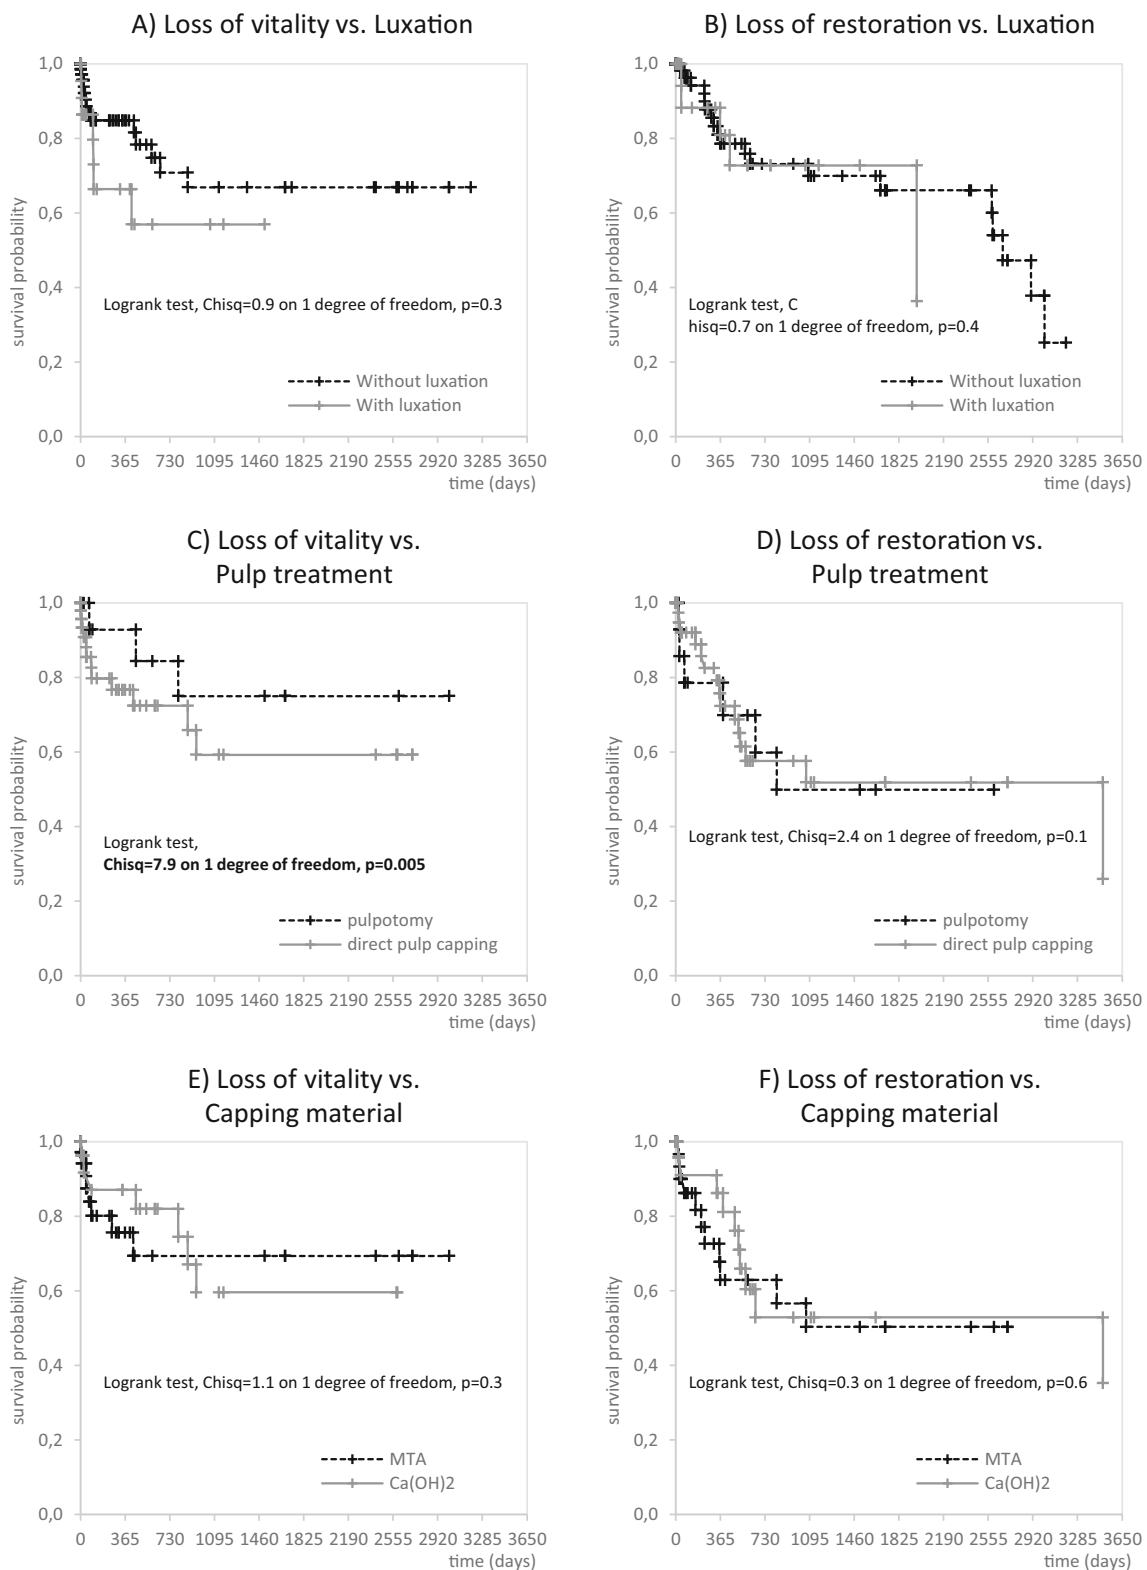 A) Loss of vitality vs. Luxation
survival probability
1,0
0,8
0,6
0,4
0,2
0,0
Logrank test, Chisq=0.9 on 1 degree of freedom, p=0.3
Without luxation
With luxation
0 365 730 1095 1460 1825 2190 2555 2920 3285 3650
time (days)
B) Loss of restoration vs. Luxation
survival probability
1,0
0,8
0,6
0,4
0,2
0,0
Logrank test, C
hisq=0.7 on 1 degree of freedom, p=0.4
Without luxation
With luxation
0 365 730 1095 1460 1825 2190 2555 2920 3285 3650
time (days)
C) Loss of vitality vs.
Pulp treatment
survival probability
1,0
0,8
0,6
0,4
0,2
0,0
Logrank test,
Chisq=7.9 on 1 degree of freedom, p=0.005
pulpotomy
direct pulp capping
0 365 730 1095 1460 1825 2190 2555 2920 3285 3650
time (days)
D) Loss of restoration vs.
Pulp treatment
survival probability
1,0
0,8
0,6
0,4
0,2
0,0
Logrank test, Chisq=2.4 on 1 degree of freedom, p=0.1
pulpotomy
direct pulp capping
0 365 730 1095 1460 1825 2190 2555 2920 3285 3650
time (days)
E) Loss of vitality vs.
Capping material
survival probability
1,0
0,8
0,6
0,4
0,2
0,0
Logrank test, Chisq=1.1 on 1 degree of freedom, p=0.3
MTA
Ca(OH)2
0 365 730 1095 1460 1825 2190 2555 2920 3285 3650
time (days)
F) Loss of restoration vs.
Capping material
survival probability
1,0
0,8
0,6
0,4
0,2
0,0
Logrank test, Chisq=0.3 on 1 degree of freedom, p=0.6
MTA
Ca(OH)2
0 365 730 1095 1460 1825 2190 2555 2920 3285 3650
time (days)